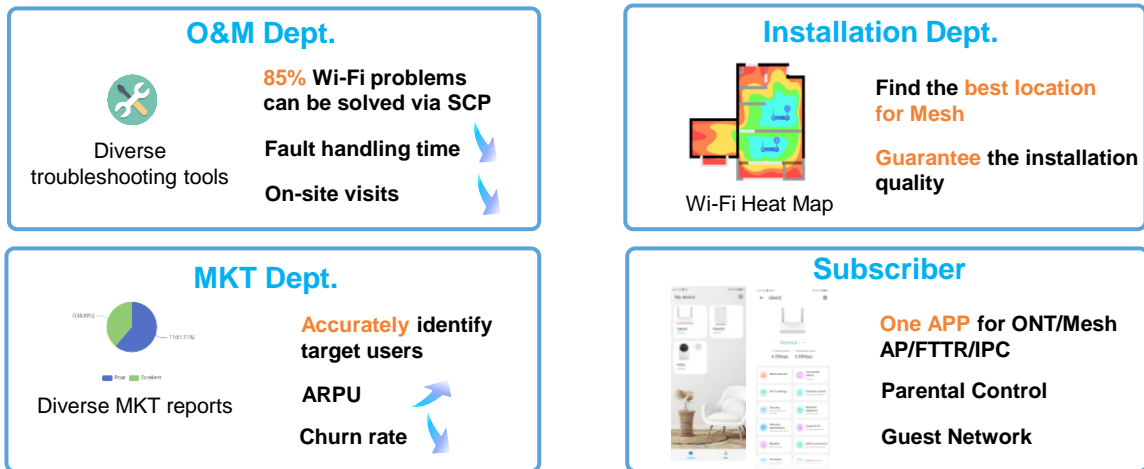 O&M Dept.
85% Wi-Fi problems
can be solved via SCP
Fault handling time
On-site visits
Diverse
troubleshooting tools
Installation Dept.
Find the best location
for Mesh
Guarantee the installation
quality
Wi-Fi Heat Map
MKT Dept.
Poor
Excellent
Diverse MKT reports
Accurately identify
target users
ARPU
Churn rate
Subscriber
My device
Normal
One APP for ONT/Mesh
AP/FTTR/IPC
Parental Control
Guest Network